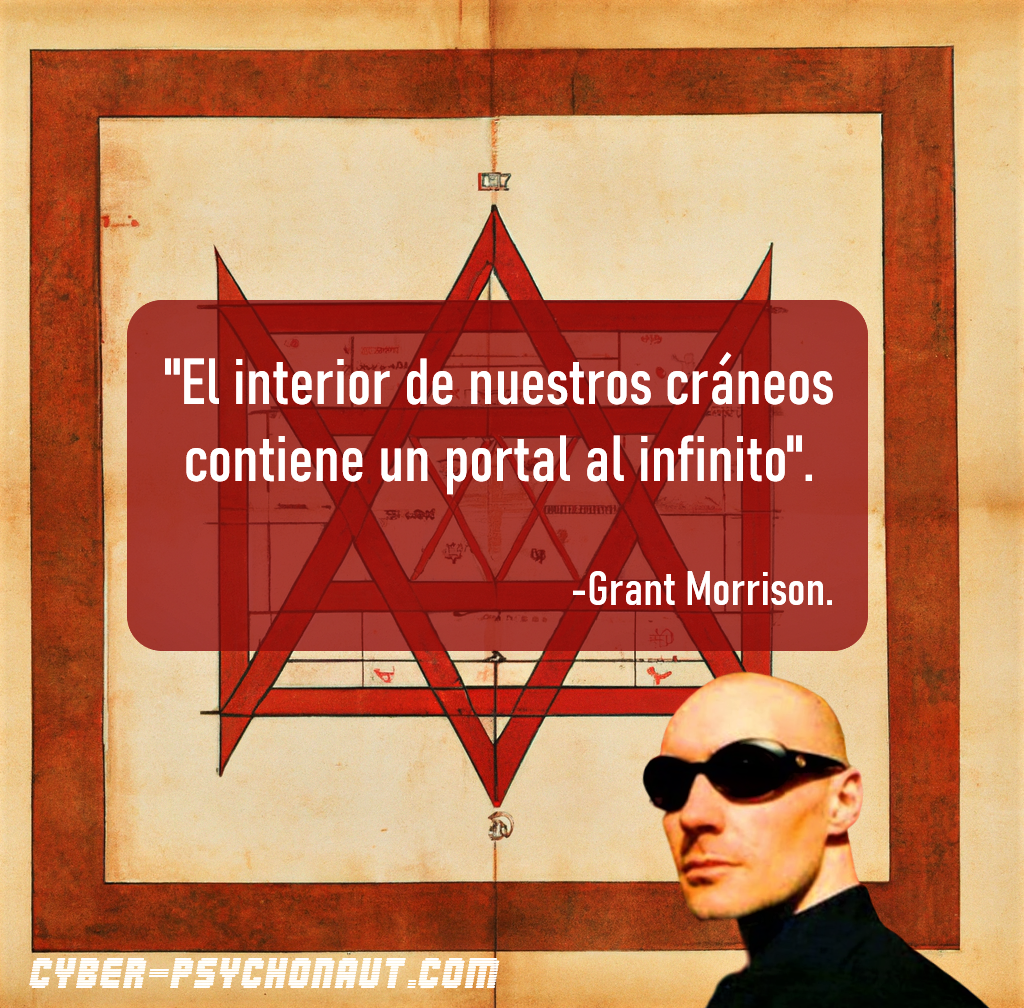 "El interior de nuestros cráneos
contiene un portal al infinito".
-Grant Morrison.
CYBER-PSYCHONAUT.COM